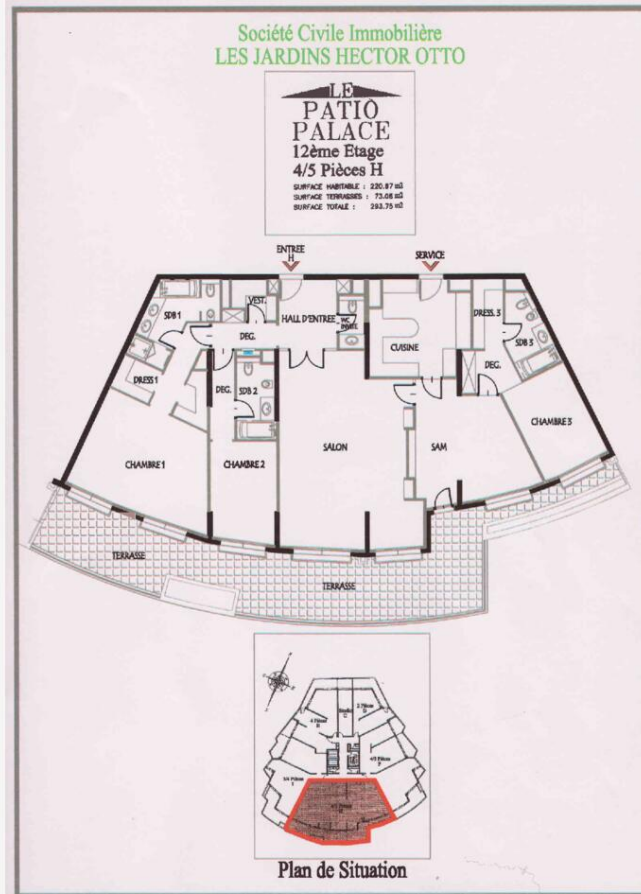 Société Civile Immobilière
LES JARDINS HECTOR OTTO
LE
PATIO
PALACE
12ème Etage
4/5 Pièces H
SURFACE HABITABLE : 220.67 m2
SURFACE TERRASSES : 73.08 m2
SURFACE TOTALE : 293.75 m2
ENTREE
H
SERVICE
SDB 1
VEST.
HALL D'ENTREE
WC
INVITE
DEG.
CUISINE
DRESS. 3
SDB 3
DEG.
DRESS 1
DEG.
SDB 2
CHAMBRE 1
CHAMBRE 2
SALON
SAM
CHAMBRE 3
TERRASSE
TERRASSE
Plan de Situation